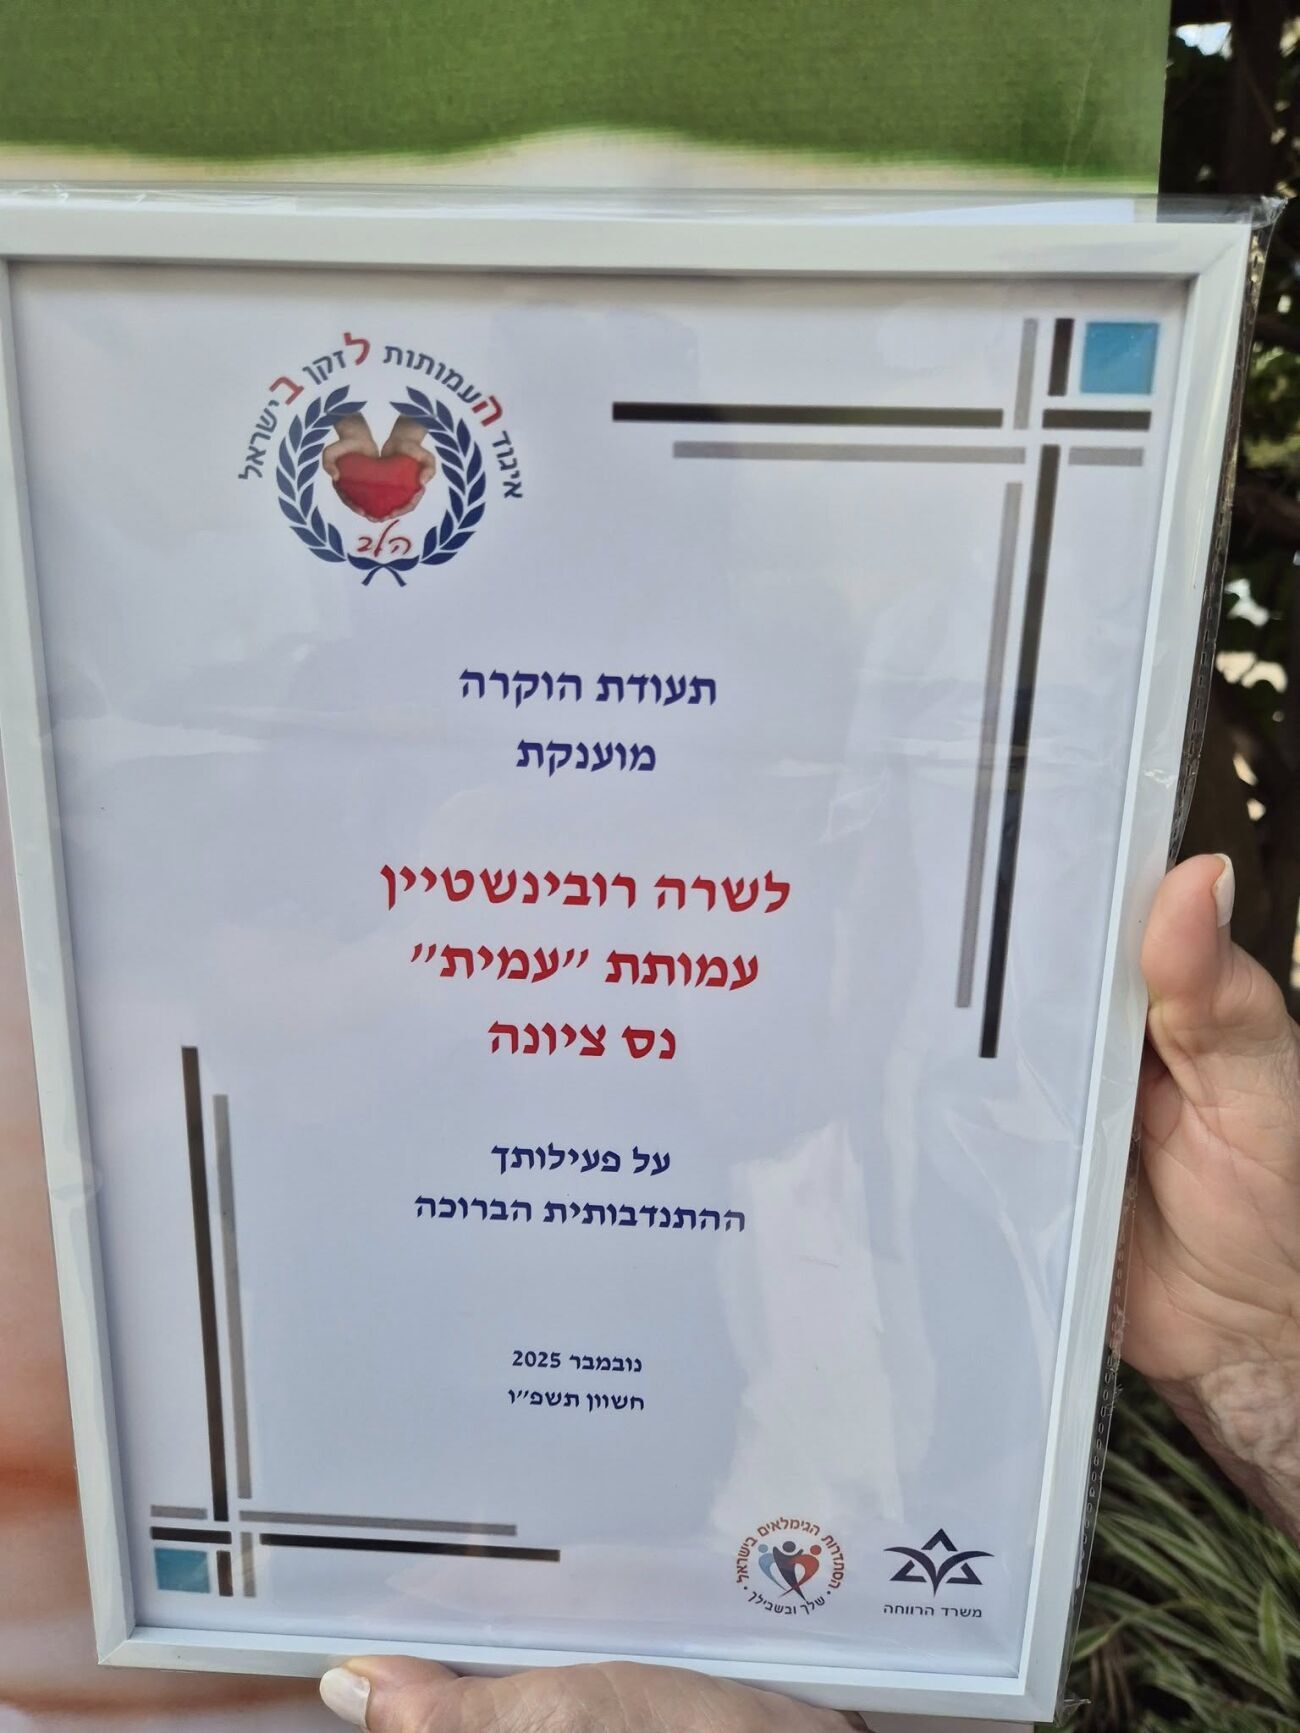 איגוד העמותות לזקן בישראל
הלב
תעודת הוקרה
מוענקת
לשרה רובינשטיין
עמותת "עמית"
נס ציונה
על פעילותך
ההתנדבותית הברוכה
נובמבר 2025
חשוון תשפ"ו
הסתדרות הגימלאים בישראל
• שלך ובשבילך •
משרד הרווחה